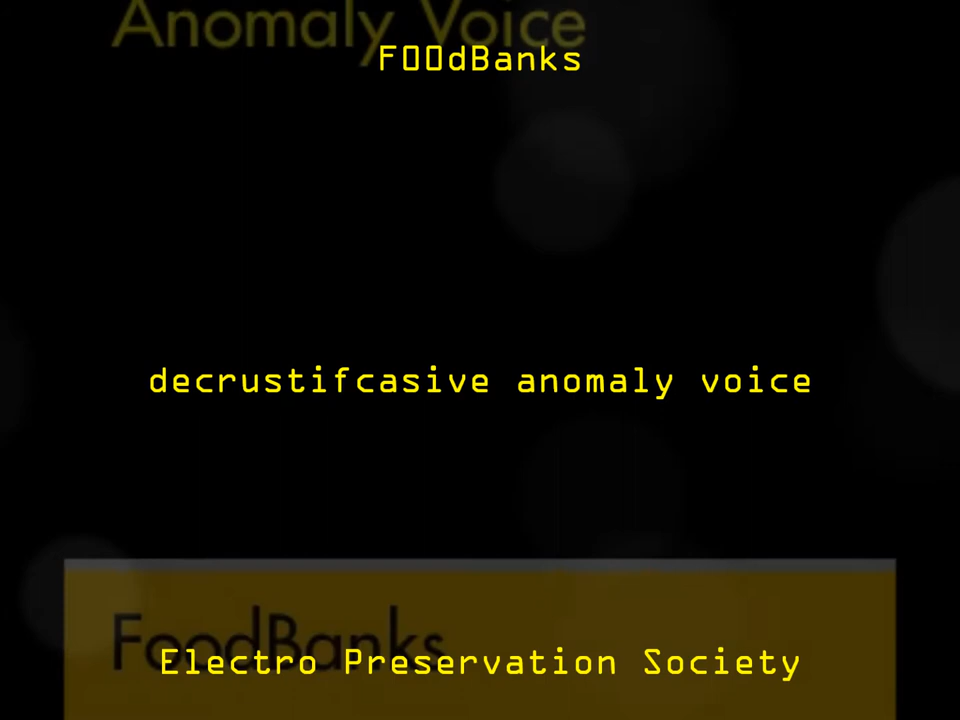 Anomaly Voice
FOOdBanks
decrustifcasive anomaly voice
FoodBanks
Electro Preservation Society